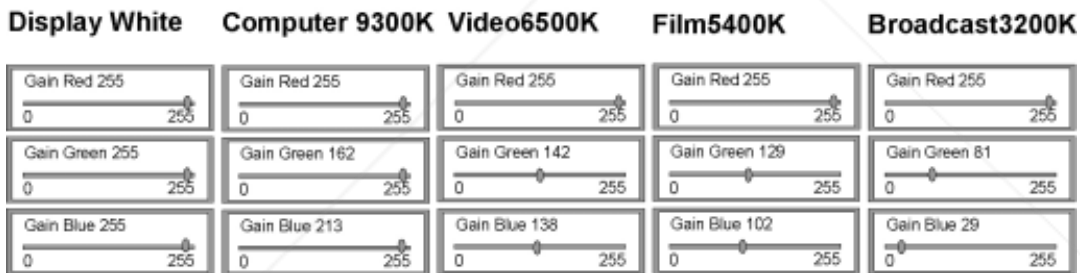 Display White Computer 9300K Video6500K Film5400K Broadcast3200K
Gain Red 255 Gain Red 255 Gain Red 255 Gain Red 255 Gain Red 255
0 255 0 255 0 255 0 255 0 255
Gain Green 255 Gain Green 162 Gain Green 142 Gain Green 129 Gain Green 81
0 255 0 255 0 255 0 255 0 255
Gain Blue 255 Gain Blue 213 Gain Blue 138 Gain Blue 102 Gain Blue 29
0 255 0 255 0 255 0 255 0 255